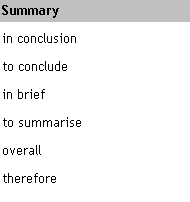 Summary
in conclusion
to conclude
in brief
to summarise
overall
therefore